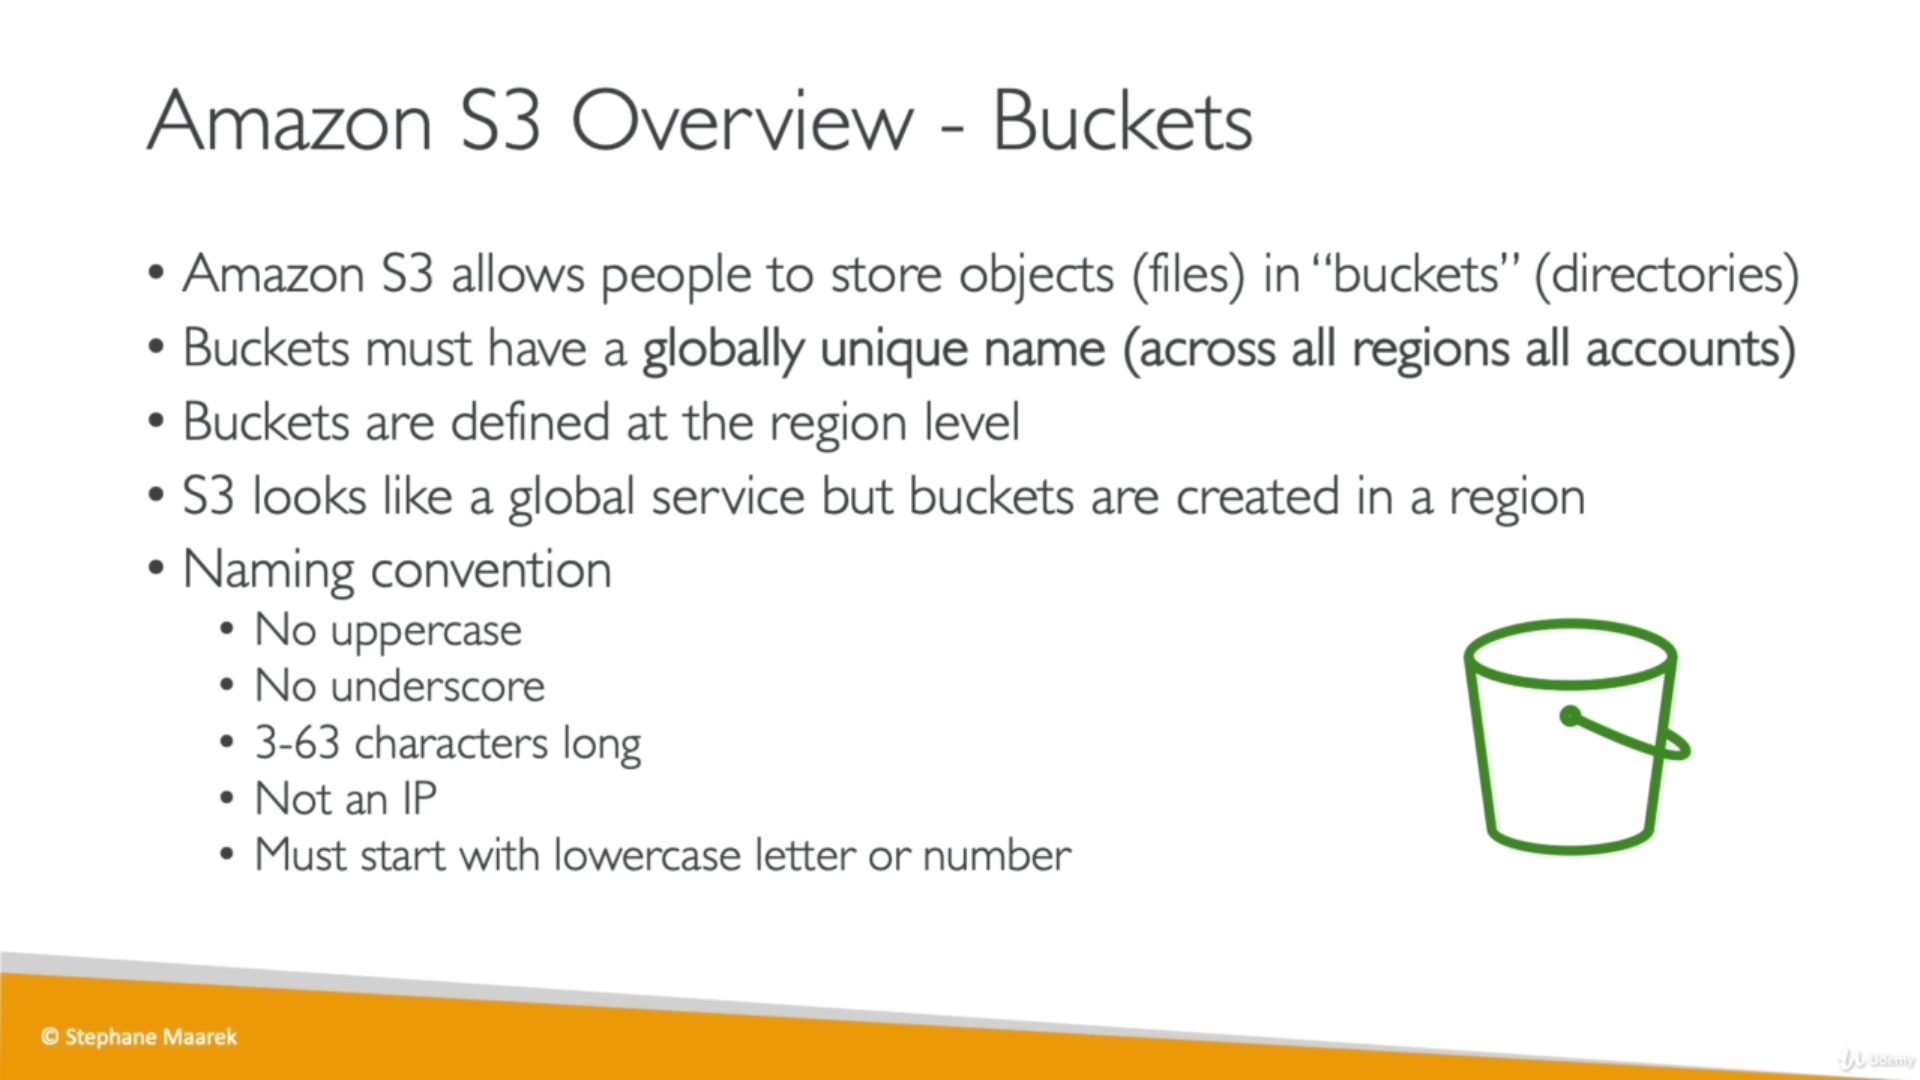 Amazon S3 Overview - Buckets
• Amazon S3 allows people to store objects (files) in “buckets” (directories)
• Buckets must have a globally unique name (across all regions all accounts)
• Buckets are defined at the region level
• S3 looks like a global service but buckets are created in a region
• Naming convention
• No uppercase
• No underscore
• 3-63 characters long
• Not an IP
• Must start with lowercase letter or number
© Stephane Maarek
Udemy